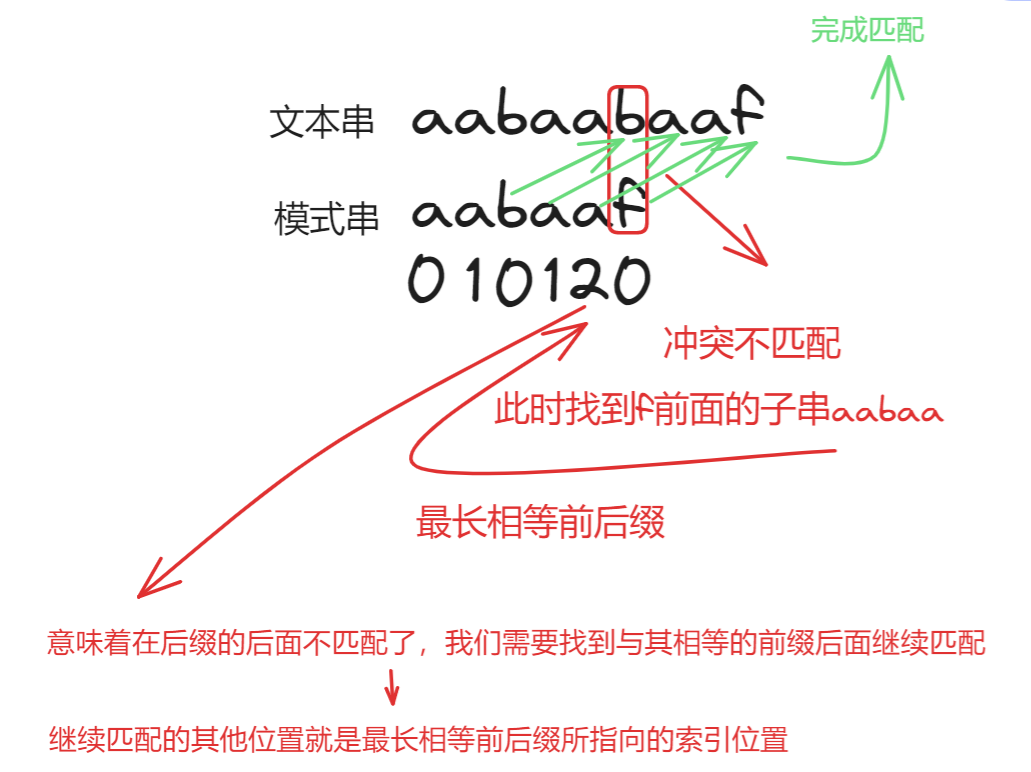 完成匹配
文本串 aabaabaaf
模式串 aabaaf
010120
冲突不匹配
此时找到f前面的子串aabaa
最长相等前后缀
意味着在后缀的后面不匹配了，我们需要找到与其相等的前缀后面继续匹配
继续匹配的其他位置就是最长相等前后缀所指向的索引位置